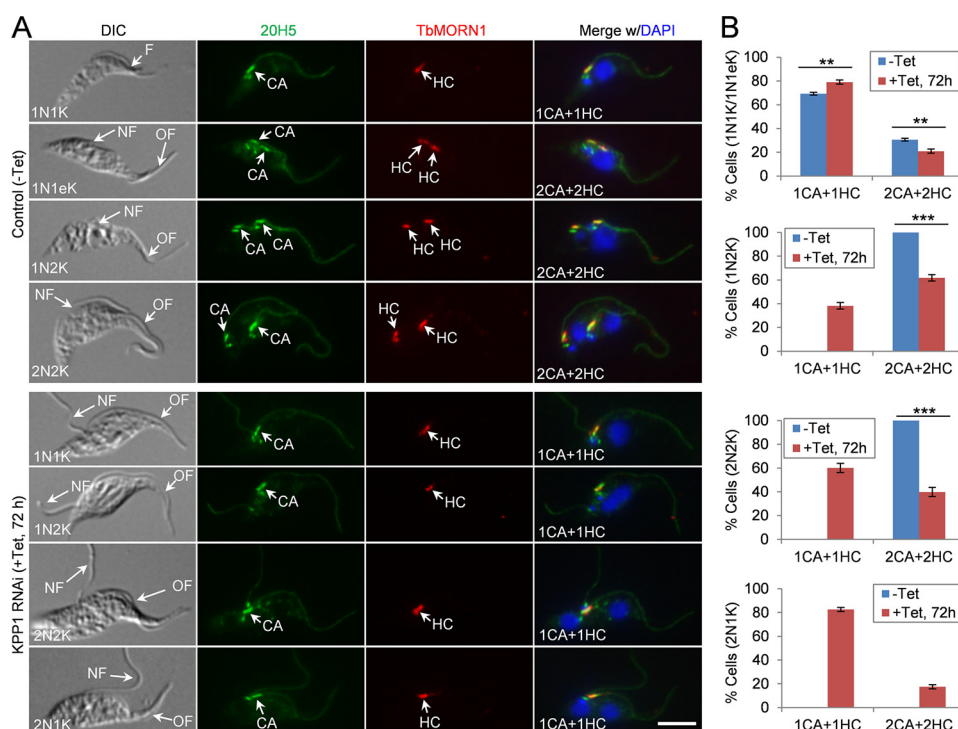 A
DIC
20H5
TbMORN1
Merge w/DAPI
Control (-Tet)
F
1N1K
CA
HC
1CA+1HC
NF
OF
1N1eK
CA
CA
HC
HC
2CA+2HC
NF
OF
1N2K
CA
CA
HC
HC
2CA+2HC
NF
OF
2N2K
CA
CA
HC
HC
2CA+2HC
KPP1 RNAi (+Tet, 72 h)
NF
OF
1N1K
CA
HC
1CA+1HC
NF
OF
1N2K
CA
HC
1CA+1HC
NF
OF
2N2K
CA
HC
1CA+1HC
NF
OF
2N1K
CA
HC
1CA+1HC
B
% Cells (1N1K/1N1eK)
100
80
60
40
20
0
**
**
-Tet
+Tet, 72h
1CA+1HC
2CA+2HC
% Cells (1N2K)
100
80
60
40
20
0
-Tet
+Tet, 72h
***
1CA+1HC
2CA+2HC
% Cells (2N2K)
100
80
60
40
20
0
-Tet
+Tet, 72h
***
1CA+1HC
2CA+2HC
% Cells (2N1K)
100
80
60
40
20
0
-Tet
+Tet, 72h
1CA+1HC
2CA+2HC